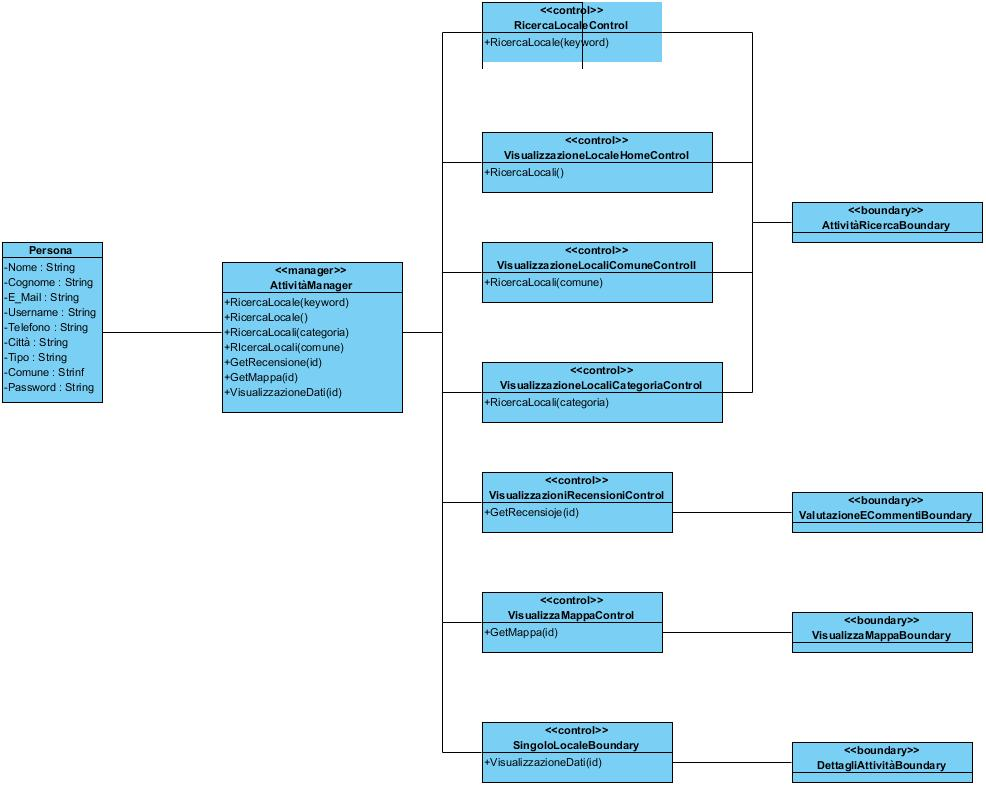 <<control>>
RicercaLocaleControl
+RicercaLocale(keyword)
<<control>>
VisualizzazioneLocaleHomeControl
+RicercaLocali()
<<boundary>>
AttivitàRicercaBoundary
Persona
-Nome : String
-Cognome : String
-E_Mail : String
-Username : String
-Telefono : String
-Città : String
-Tipo : String
-Comune : Strinf
-Password : String
<<manager>>
AttivitàManager
+RicercaLocale(keyword)
+RicercaLocale()
+RicercaLocali(categoria)
+RIcercaLocali(comune)
+GetRecensione(id)
+GetMappa(id)
+VisualizzazioneDati(id)
<<control>>
VisualizzazioneLocaliComuneControll
+RicercaLocali(comune)
<<control>>
VisualizzazioneLocaliCategoriaControl
+RicercaLocali(categoria)
<<control>>
VisualizzazioniRecensioniControl
+GetRecensioje(id)
<<boundary>>
ValutazioneECommentiBoundary
<<control>>
VisualizzaMappaControl
+GetMappa(id)
<<boundary>>
VisualizzaMappaBoundary
<<control>>
SingoloLocaleBoundary
+VisualizzazioneDati(id)
<<boundary>>
DettagliAttivitàBoundary